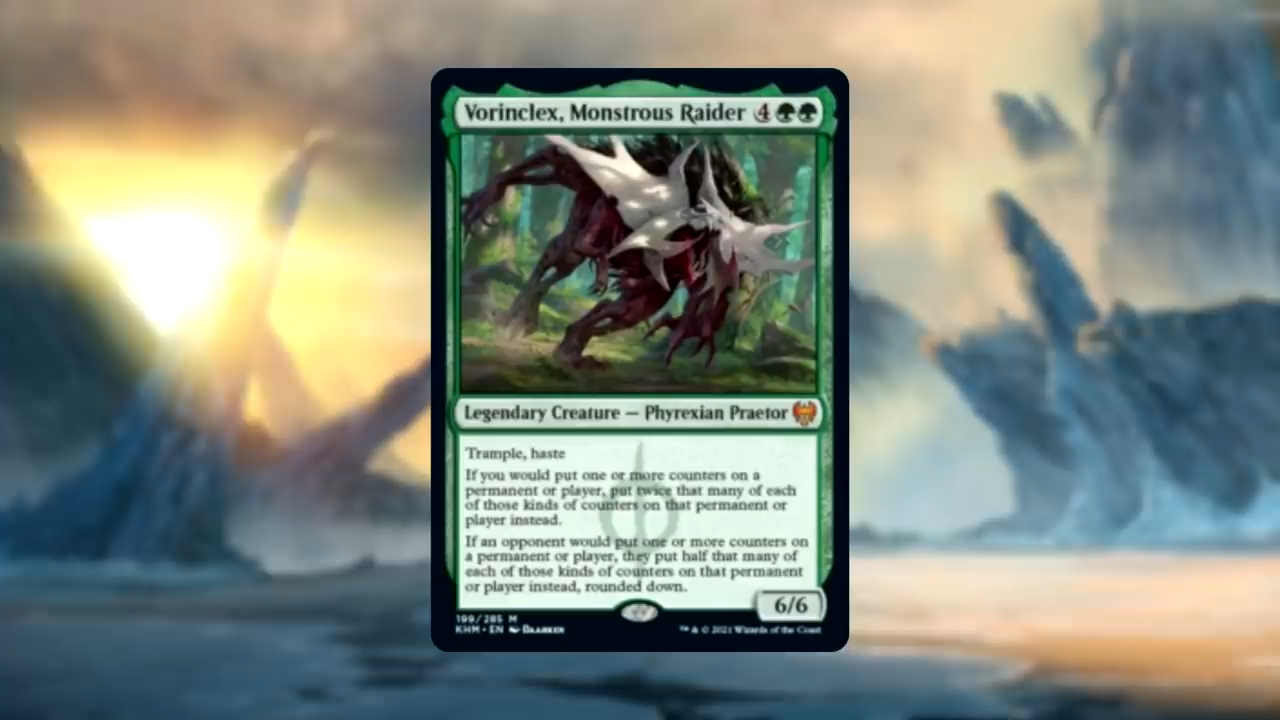 Vorinclex, Monstrous Raider 4
Legendary Creature — Phyrexian Praetor
Trample, haste
If you would put one or more counters on a
permanent or player, put twice that many of each
of those kinds of counters on that permanent or
player instead.
If an opponent would put one or more counters on
a permanent or player, they put half that many of
each of those kinds of counters on that permanent
or player instead, rounded down.
6/6
199/285 M
KHM • EN Daarken
™ & © 2021 Wizards of the Coast